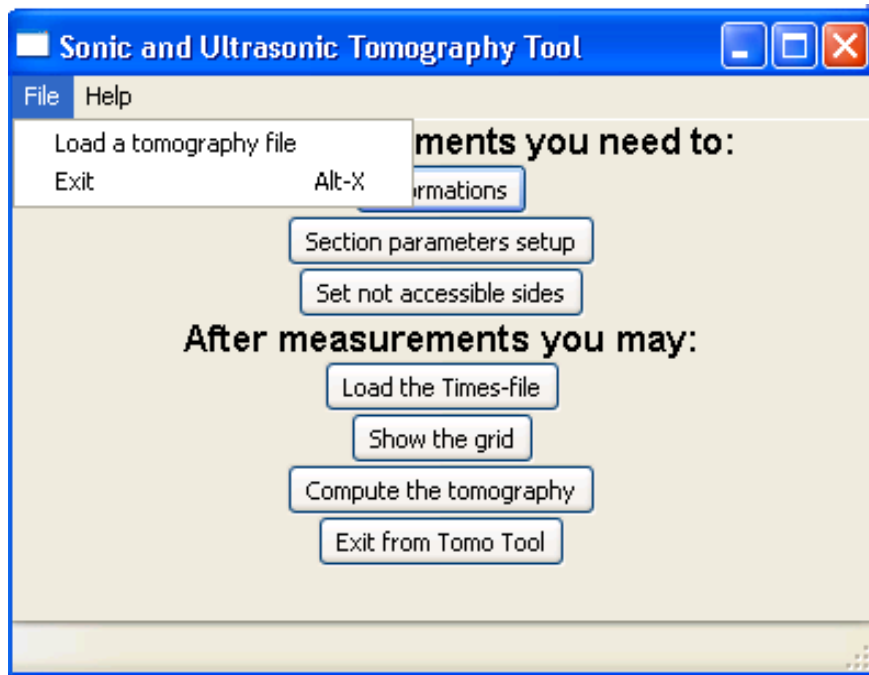 Sonic and Ultrasonic Tomography Tool
File Help
Load a tomography file
Exit Alt-X
ments you need to:
rmations
Section parameters setup
Set not accessible sides
After measurements you may:
Load the Times-file
Show the grid
Compute the tomography
Exit from Tomo Tool